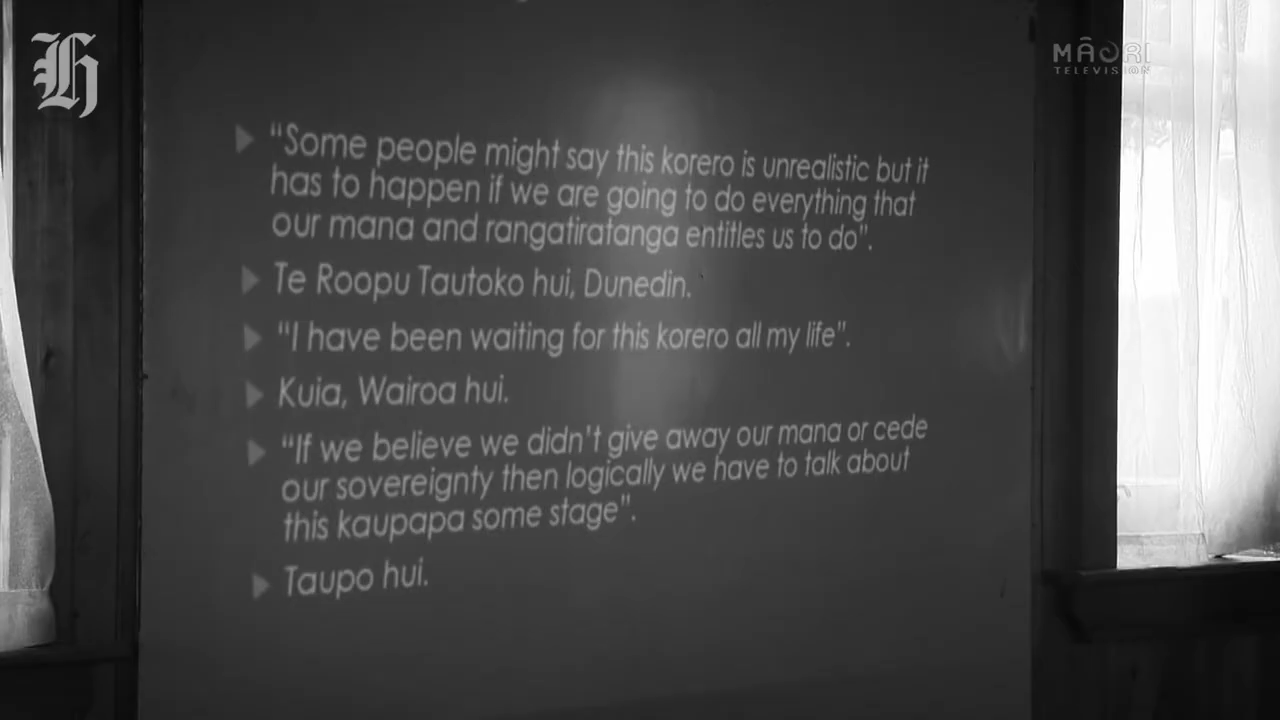 H
MĀORI
TELEVISION
"Some people might say this korero is unrealistic but it
has to happen if we are going to do everything that
our mana and rangatiratanga entitles us to do".
Te Roopu Tautoko hui, Dunedin.
"I have been waiting for this korero all my life".
Kuia, Wairoa hui.
"If we believe we didn't give away our mana or cede
our sovereignty then logically we have to talk about
this kaupapa some stage".
Taupo hui.